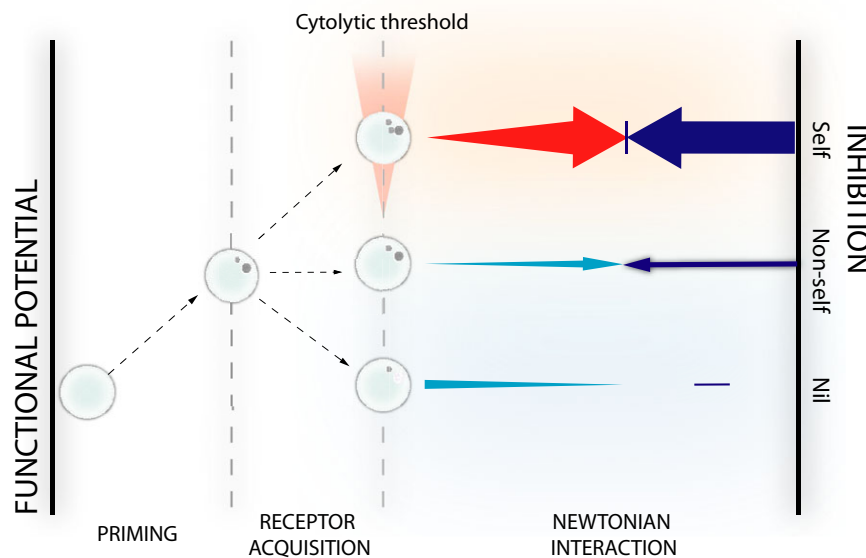 Cytolytic threshold
FUNCTIONAL POTENTIAL
Self
Non-self
Nil
INHIBITION
PRIMING
RECEPTOR
ACQUISITION
NEWTONIAN
INTERACTION